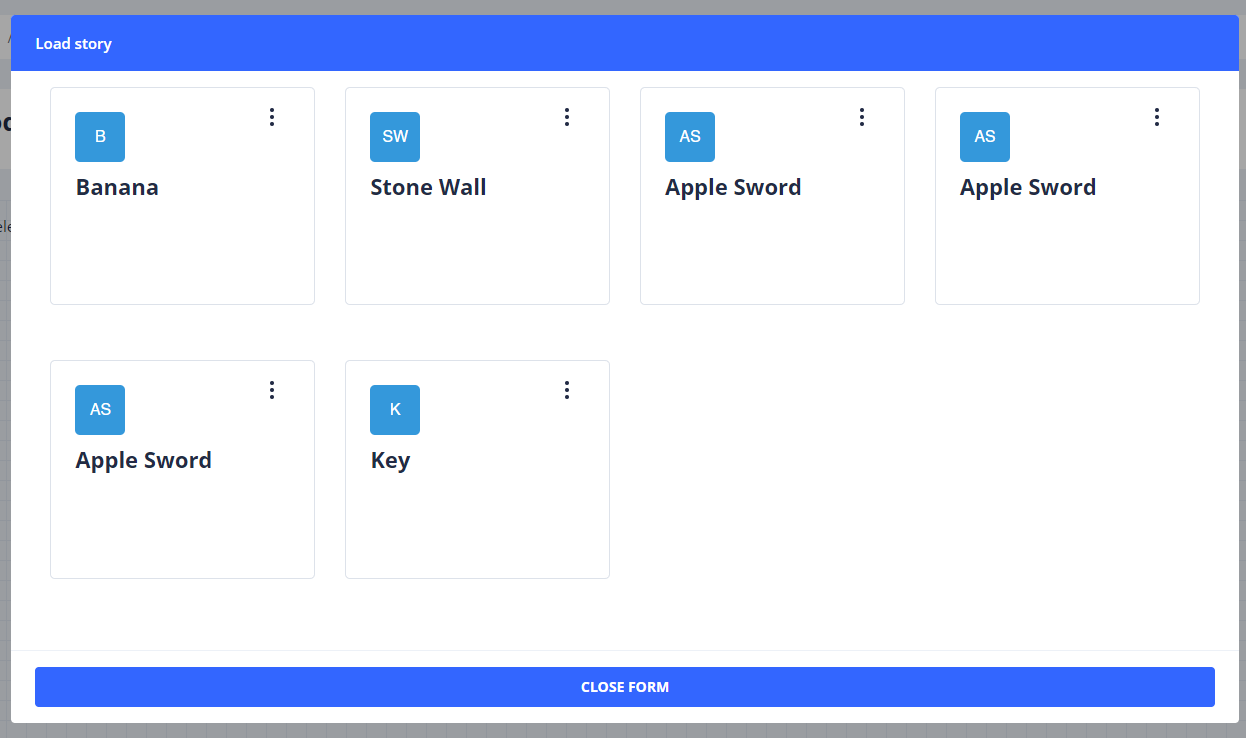 Load story
B
Banana
SW
Stone Wall
AS
Apple Sword
AS
Apple Sword
AS
Apple Sword
K
Key
CLOSE FORM